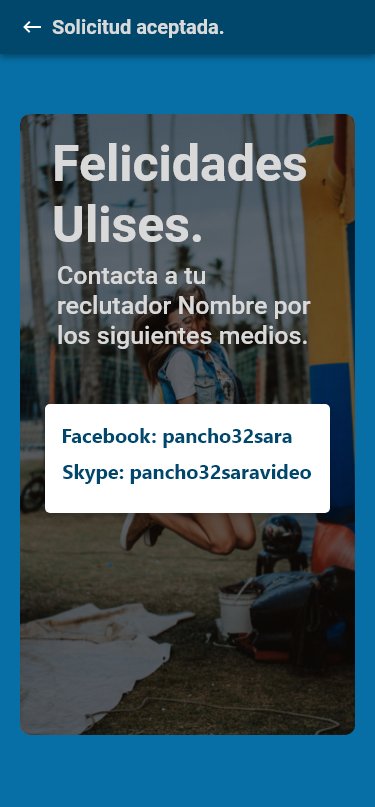 Solicitud aceptada.
Felicidades
Ulises.
Contacta a tu
reclutador Nombre por
los siguientes medios.
Facebook: pancho32sara
Skype: pancho32saravideo